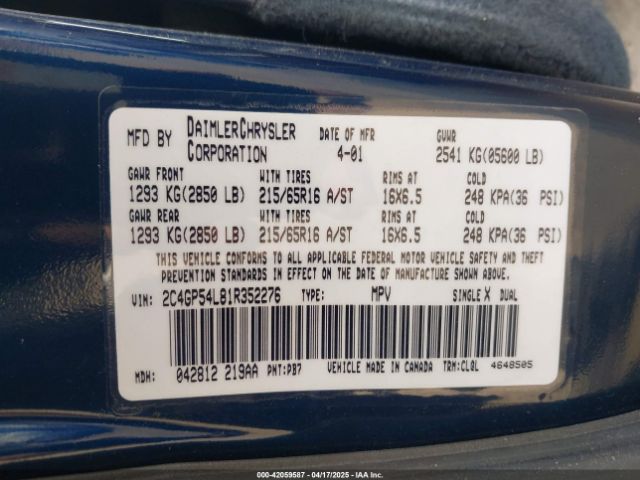 MFD BY DAIMLERCHRYSLER CORPORATION DATE OF MFR 4-01 GVWR 2541 KG(05600 LB)
GAWR FRONT WITH TIRES RIMS AT COLD
1293 KG(2850 LB) 215/65R16 A/ST 16X6.5 248 KPA(36 PSI)
GAWR REAR WITH TIRES RIMS AT COLD
1293 KG(2850 LB) 215/65R16 A/ST 16X6.5 248 KPA(36 PSI)
THIS VEHICLE CONFORMS TO ALL APPLICABLE FEDERAL MOTOR VEHICLE SAFETY AND THEFT
PREVENTION STANDARDS IN EFFECT ON THE DATE OF MANUFACTURE SHOWN ABOVE.
VIN: 2C4GP54L81R352276 TYPE: MPV SINGLE X DUAL
MDH: 042812 219AA PNT:PB7 VEHICLE MADE IN CANADA TRM:CLQL 4648505
000-42059587 - 04/17/2025 - IAAI.COM